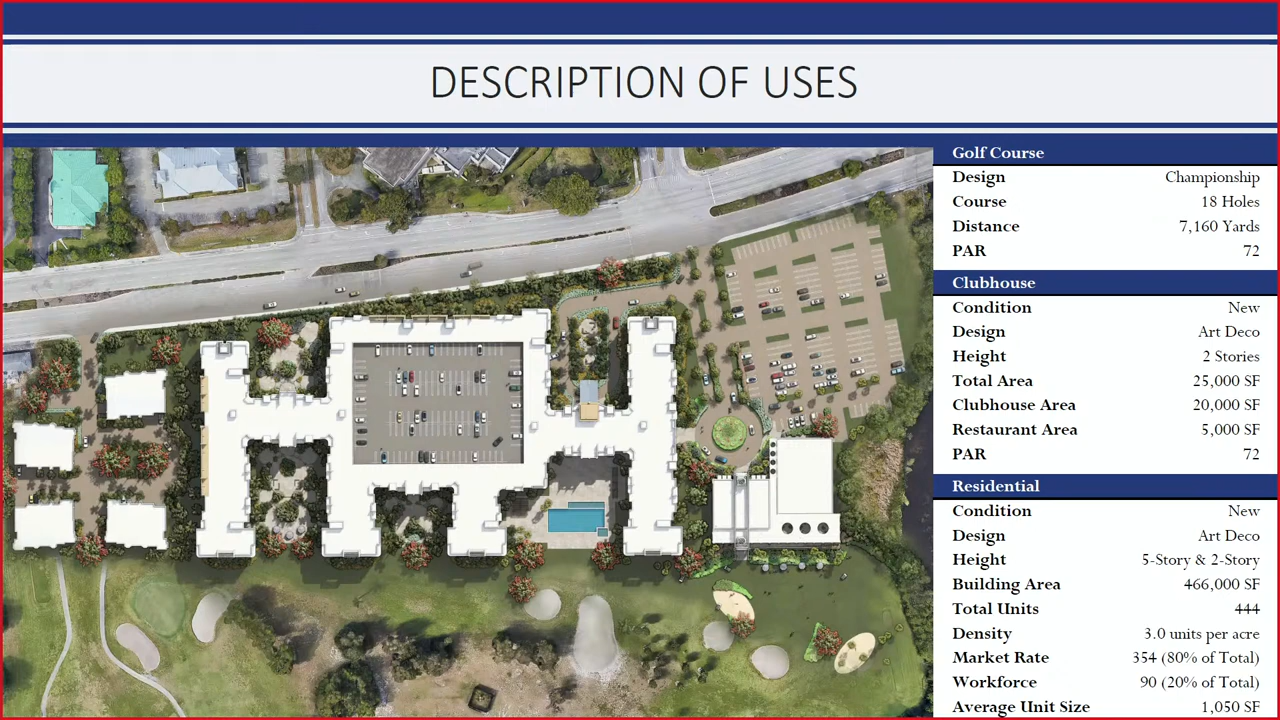 DESCRIPTION OF USES
Golf Course
Design Championship
Course 18 Holes
Distance 7,160 Yards
PAR 72
Clubhouse
Condition New
Design Art Deco
Height 2 Stories
Total Area 25,000 SF
Clubhouse Area 20,000 SF
Restaurant Area 5,000 SF
PAR 72
Residential
Condition New
Design Art Deco
Height 5-Story & 2-Story
Building Area 466,000 SF
Total Units 444
Density 3.0 units per acre
Market Rate 354 (80% of Total)
Workforce 90 (20% of Total)
Average Unit Size 1,050 SF